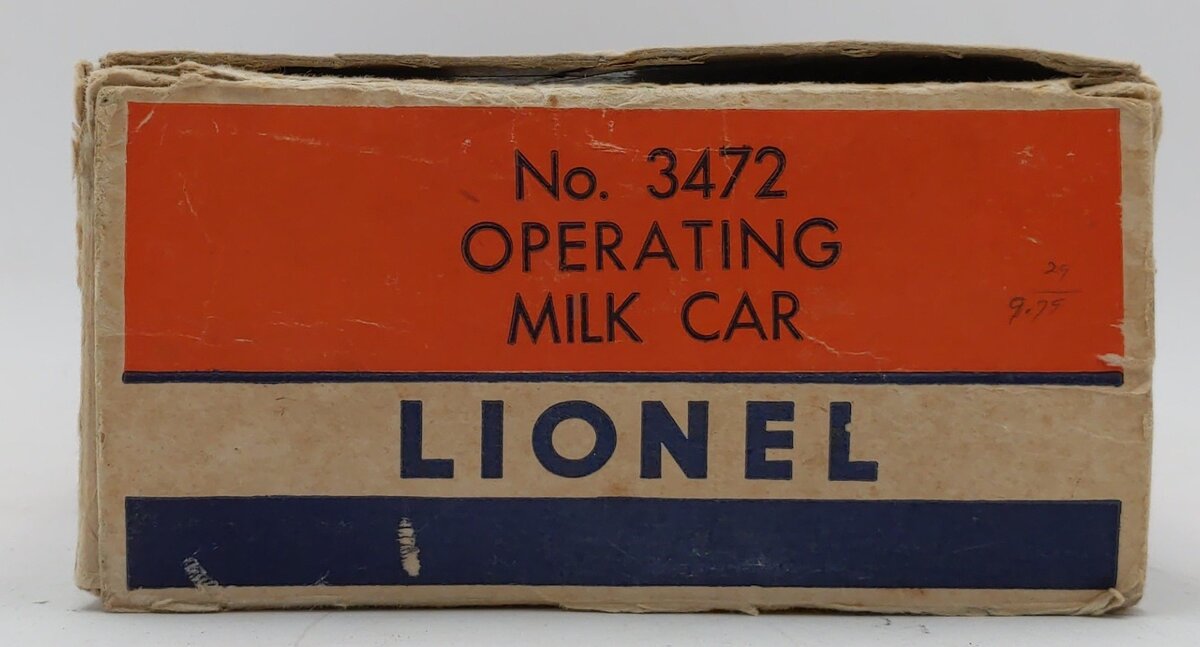 No. 3472
OPERATING
MILK CAR
29
9.75
LIONEL